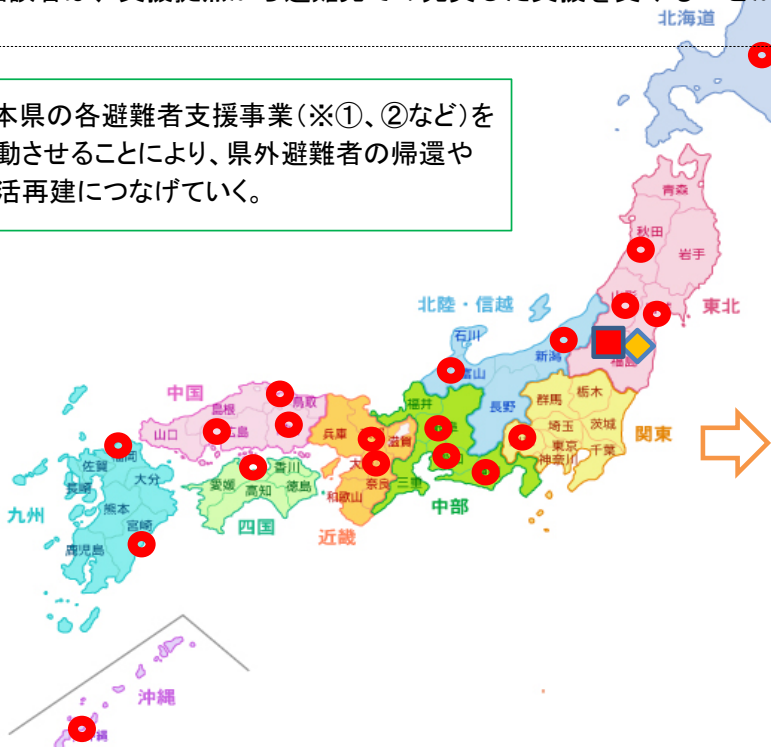 北海道
本県の各避難者支援事業(※①、②など)を
動させることにより、県外避難者の帰還や
活再建につなげていく。
青森
秋田
岩手
東北
北陸・信越
石川
新潟
富山
福島
長野
群馬
栃木
埼玉
茨城
東京
千葉
神奈川
関東
中国
鳥取
島根
広島
山口
福井
兵庫
滋賀
奈良
三重
和歌山
中部
近畿
香川
愛媛
高知
徳島
四国
福岡
佐賀
大分
長崎
熊本
宮崎
鹿児島
九州
沖縄